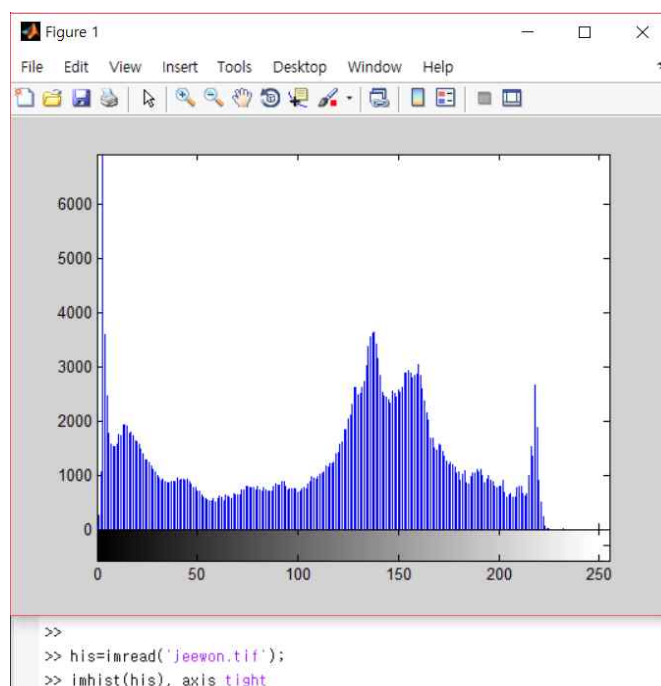 Figure 1
File Edit View Insert Tools Desktop Window Help
6000
5000
4000
3000
2000
1000
0
0 50 100 150 200 250
>>
>> his=imread('jeewon.tif');
>> imhist(his), axis tight